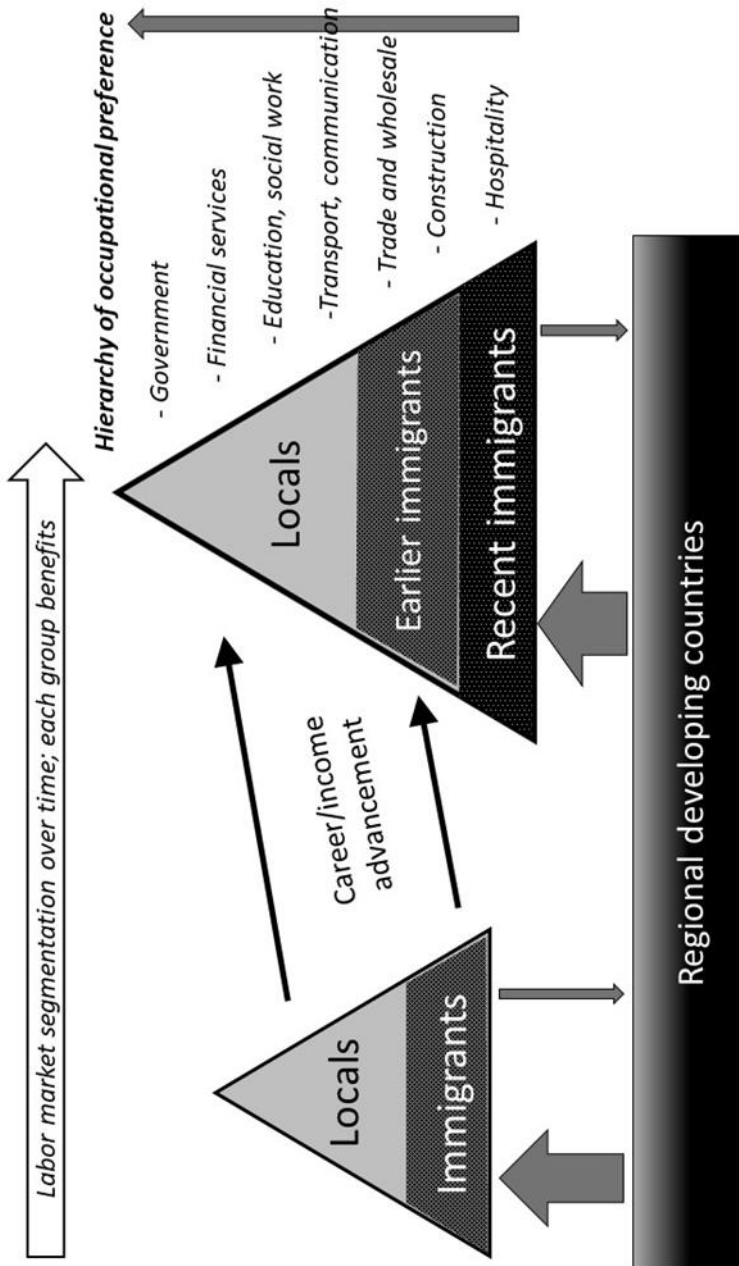 Labor market segmentation over time; each group benefits
Hierarchy of occupational preference
- Government
- Financial services
- Education, social work
-Transport, communication
- Trade and wholesale
- Construction
- Hospitality
Career/income
advancement
Locals
Immigrants
Locals
Earlier immigrants
Recent immigrants
Regional developing countries